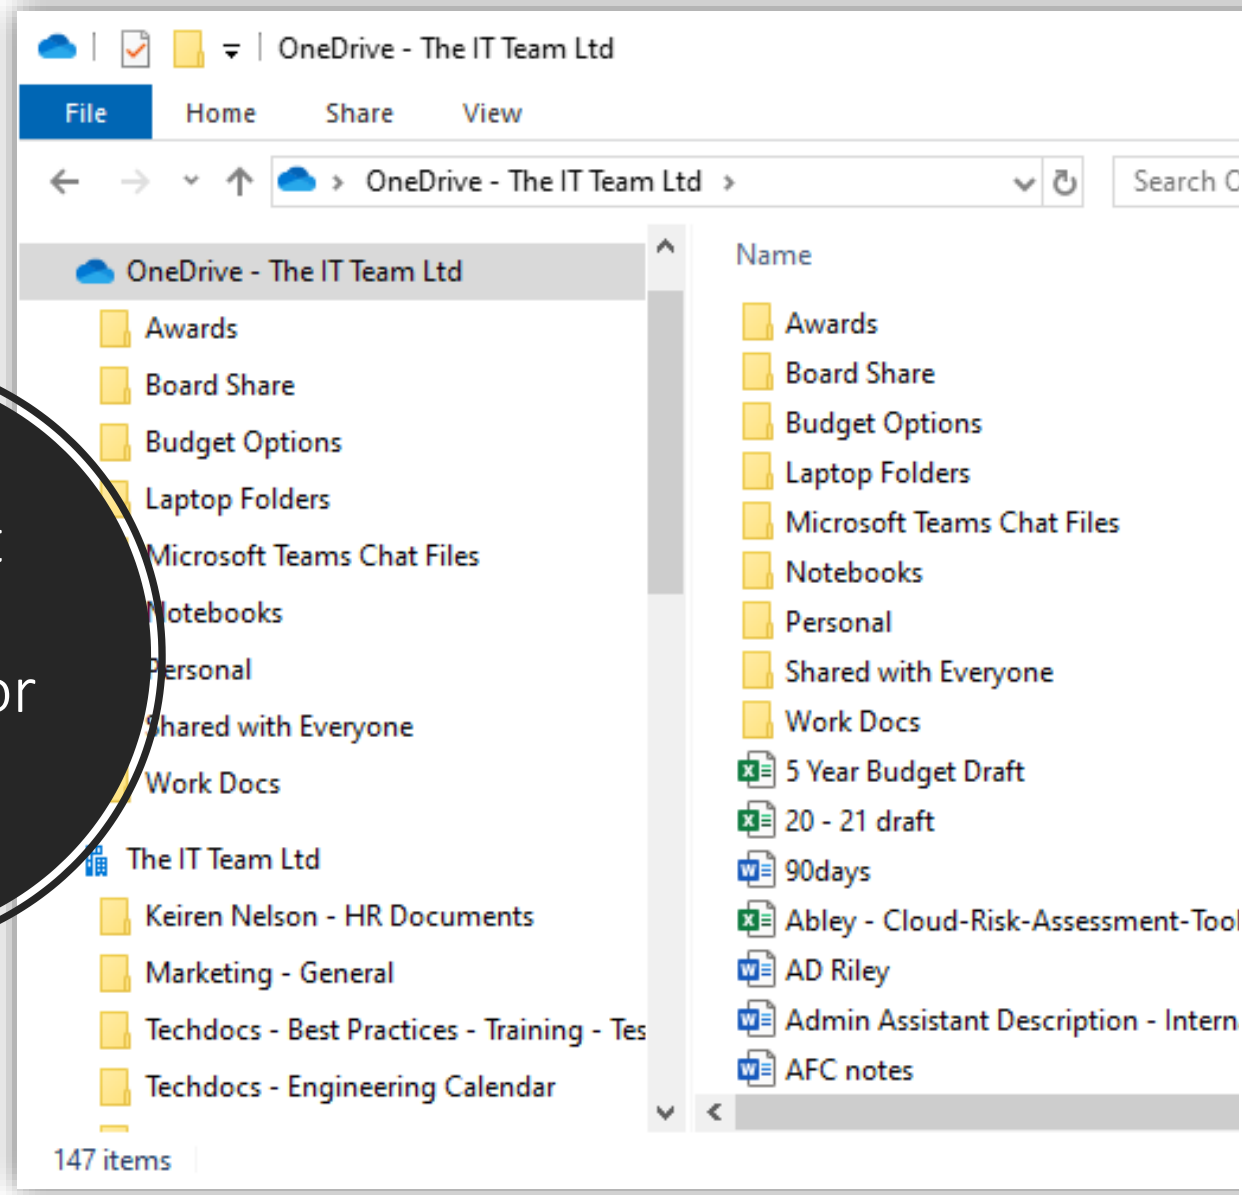 OneDrive - The IT Team Ltd
File Home Share View
OneDrive - The IT Team Ltd
Search
OneDrive - The IT Team Ltd
Awards
Board Share
Budget Options
Laptop Folders
Microsoft Teams Chat Files
Notebooks
Personal
Shared with Everyone
Work Docs
The IT Team Ltd
Keiren Nelson - HR Documents
Marketing - General
Techdocs - Best Practices - Training - Tes
Techdocs - Engineering Calendar
Name
Awards
Board Share
Budget Options
Laptop Folders
Microsoft Teams Chat Files
Notebooks
Personal
Shared with Everyone
Work Docs
5 Year Budget Draft
20 - 21 draft
90days
Abley - Cloud-Risk-Assessment-Tool
AD Riley
Admin Assistant Description - Intern
AFC notes
147 items